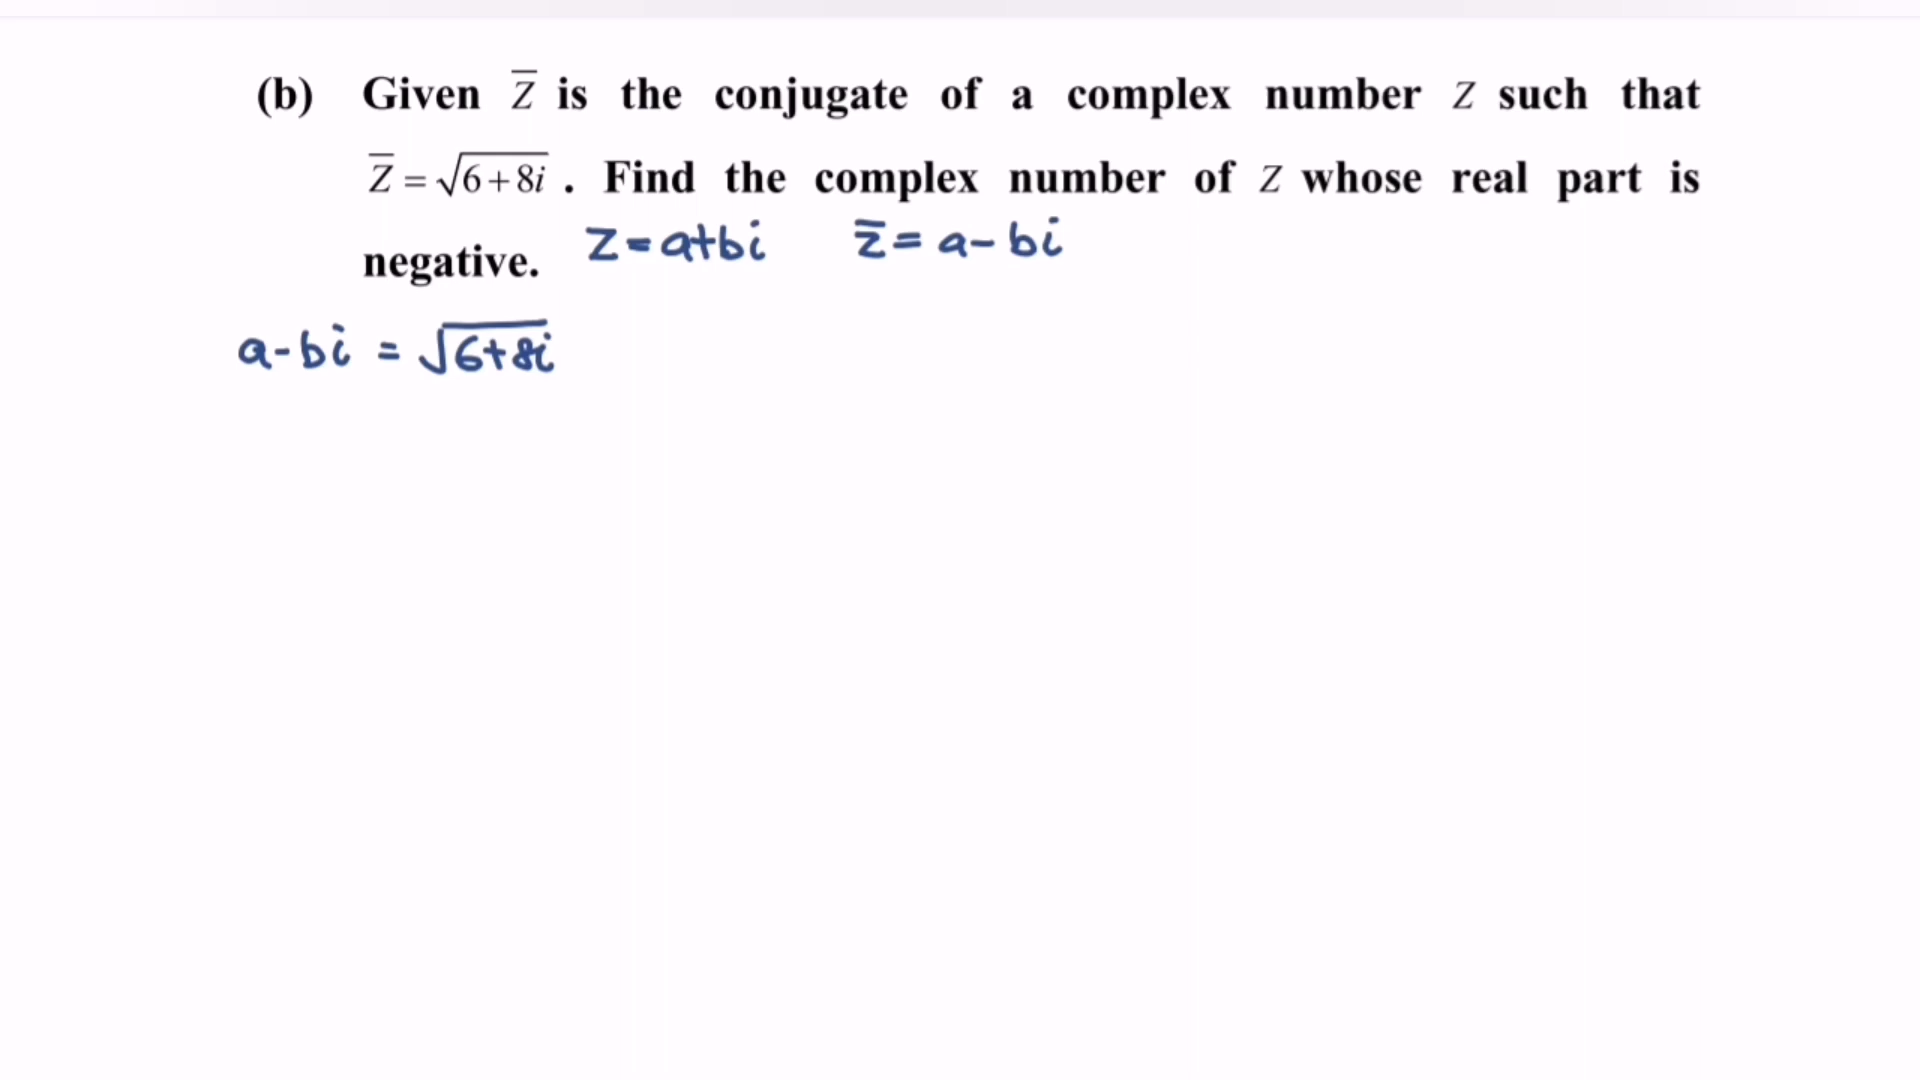 (b) Given Z̅ is the conjugate of a complex number Z such that
Z̅ = √6+8i . Find the complex number of Z whose real part is
negative. Z=a+bi z̅= a-bi
a-bi = √6+8i